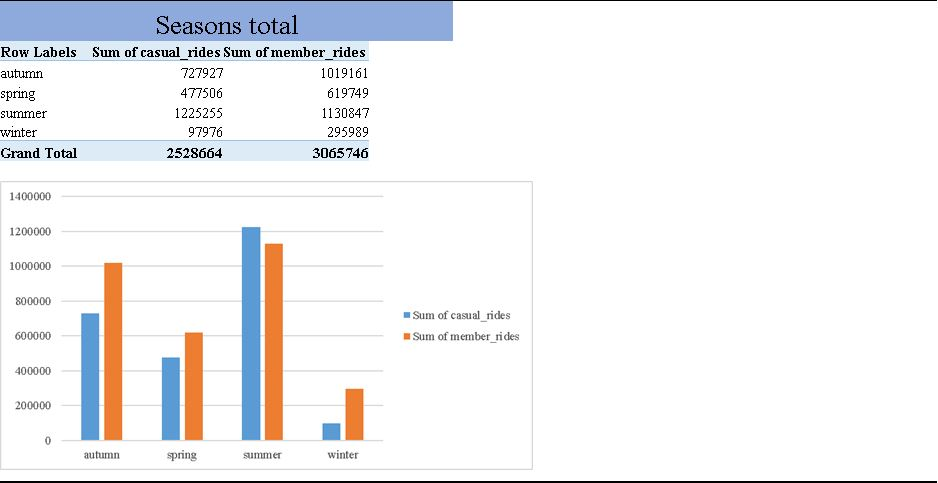 Seasons total
Row Labels Sum of casual_rides Sum of member_rides
autumn 727927 1019161
spring 477506 619749
summer 1225255 1130847
winter 97976 295989
Grand Total 2528664 3065746
1400000
1200000
1000000
800000
600000
400000
200000
0
autumn spring summer winter
Sum of casual_rides
Sum of member_rides